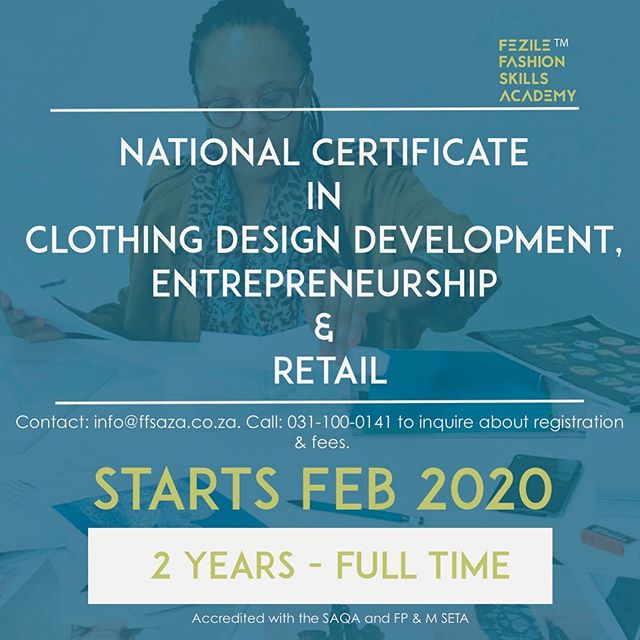 FEZILE ™
FASHION
SKILLS
ACADEMY
NATIONAL CERTIFICATE
IN
CLOTHING DESIGN DEVELOPMENT,
ENTREPRENEURSHIP
&
RETAIL
Contact: info@ffsaza.co.za. Call: 031-100-0141 to inquire about registration
& fees.
STARTS FEB 2020
2 YEARS - FULL TIME
Accredited with the SAQA and FP & M SETA